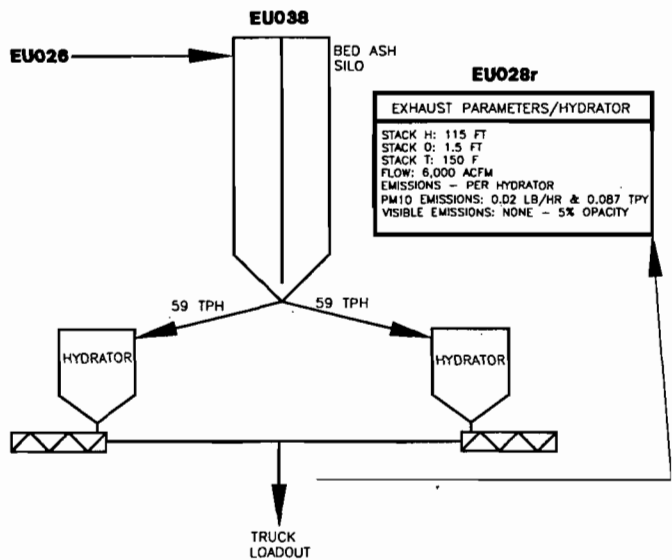 EU038
EU026
BED ASH
SILO
EU028r
EXHAUST PARAMETERS/HYDRATOR
STACK H: 115 FT
STACK D: 1.5 FT
STACK T: 150 F
FLOW: 6,000 ACFM
EMISSIONS – PER HYDRATOR
PM10 EMISSIONS: 0.02 LB/HR & 0.087 TPY
VISIBLE EMISSIONS: NONE – 5% OPACITY
59 TPH
59 TPH
HYDRATOR
HYDRATOR
TRUCK
LOADOUT